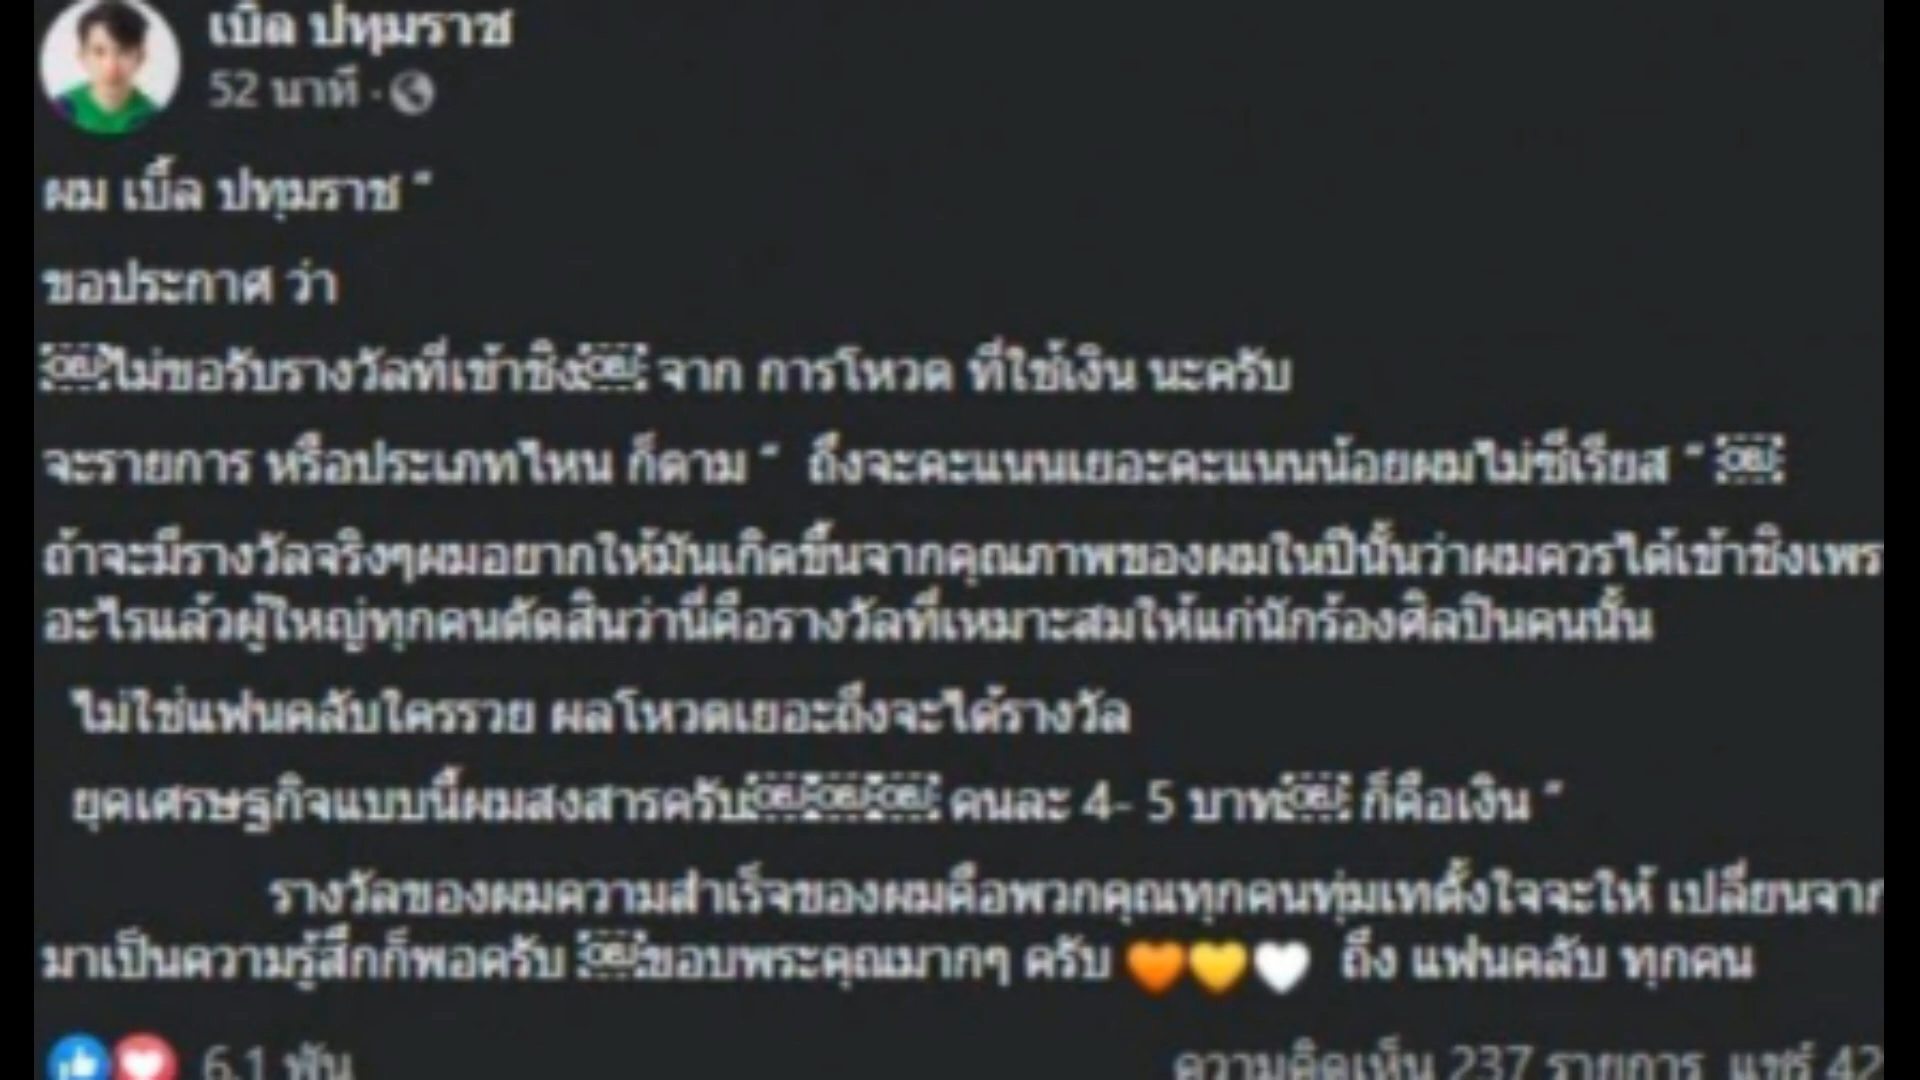 เบิ้ล ปทุมราช
52 นาที ·
ผม เบิ้ล ปทุมราช “
ขอประกาศ ว่า
￼ไม่ขอรับรางวัลที่เข้าชิง￼ จาก การโหวด ที่ใช้เงิน นะครับ
จะรายการ หรือประเภทไหน ก็ตาม “ ถึงจะคะแนนเยอะคะแนนน้อยผมไม่ซีเรียส “ ￼
ถ้าจะมีรางวัลจริงๆผมอยากให้มันเกิดขึ้นจากคุณภาพของผมในปีนั้นว่าผมควรได้เข้าชิงเพร
อะไรแล้วผู้ใหญ่ทุกคนตัดสินว่านี่คือรางวัลที่เหมาะสมให้แก่นักร้องศิลปินคนนั้น
ไม่ใช่แฟนคลับใครรวย ผลโหวตเยอะถึงจะได้รางวัล
ยุคเศรษฐกิจแบบนี้ผมสงสารครับ￼￼￼ คนละ 4- 5 บาท￼ ก็คือเงิน “
รางวัลของผมความสำเร็จของผมคือพวกคุณทุกคนทุ่มเทตั้งใจจะให้ เปลี่ยนจาก
มาเป็นความรู้สึกก็พอครับ ￼ขอบพระคุณมากๆ ครับ 🧡💛🤍 ถึง แฟนคลับ ทุกคน
6.1 พัน ความคิดเห็น 237 รายการ แชร์ 42